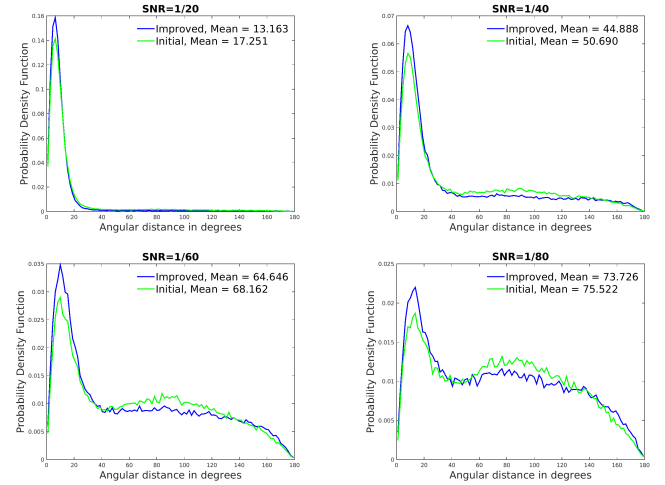 SNR=1/20
Probability Density Function
0.16
0.14
0.12
0.1
0.08
0.06
0.04
0.02
0
Improved, Mean = 13.163
Initial, Mean = 17.251
0 20 40 60 80 100 120 140 160 180
Angular distance in degrees
SNR=1/40
Probability Density Function
0.07
0.06
0.05
0.04
0.03
0.02
0.01
0
Improved, Mean = 44.888
Initial, Mean = 50.690
0 20 40 60 80 100 120 140 160 180
Angular distance in degrees
SNR=1/60
Probability Density Function
0.035
0.03
0.025
0.02
0.015
0.01
0.005
0
Improved, Mean = 64.646
Initial, Mean = 68.162
0 20 40 60 80 100 120 140 160 180
Angular distance in degrees
SNR=1/80
Probability Density Function
0.025
0.02
0.015
0.01
0.005
0
Improved, Mean = 73.726
Initial, Mean = 75.522
0 20 40 60 80 100 120 140 160 180
Angular distance in degrees